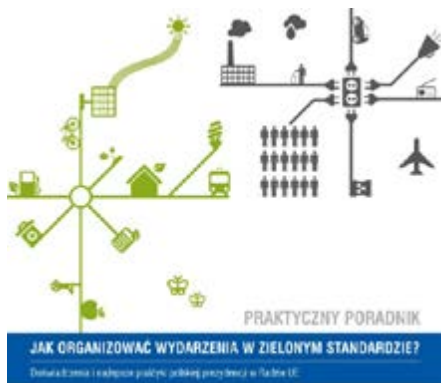 PRAKTYCZNY PORADNIK
JAK ORGANIZOWAĆ WYDARZENIA W ZIELONYM STANDARDZIE?
Doświadczenia i najlepsze praktyki polskiej prezydencji w Radzie UE